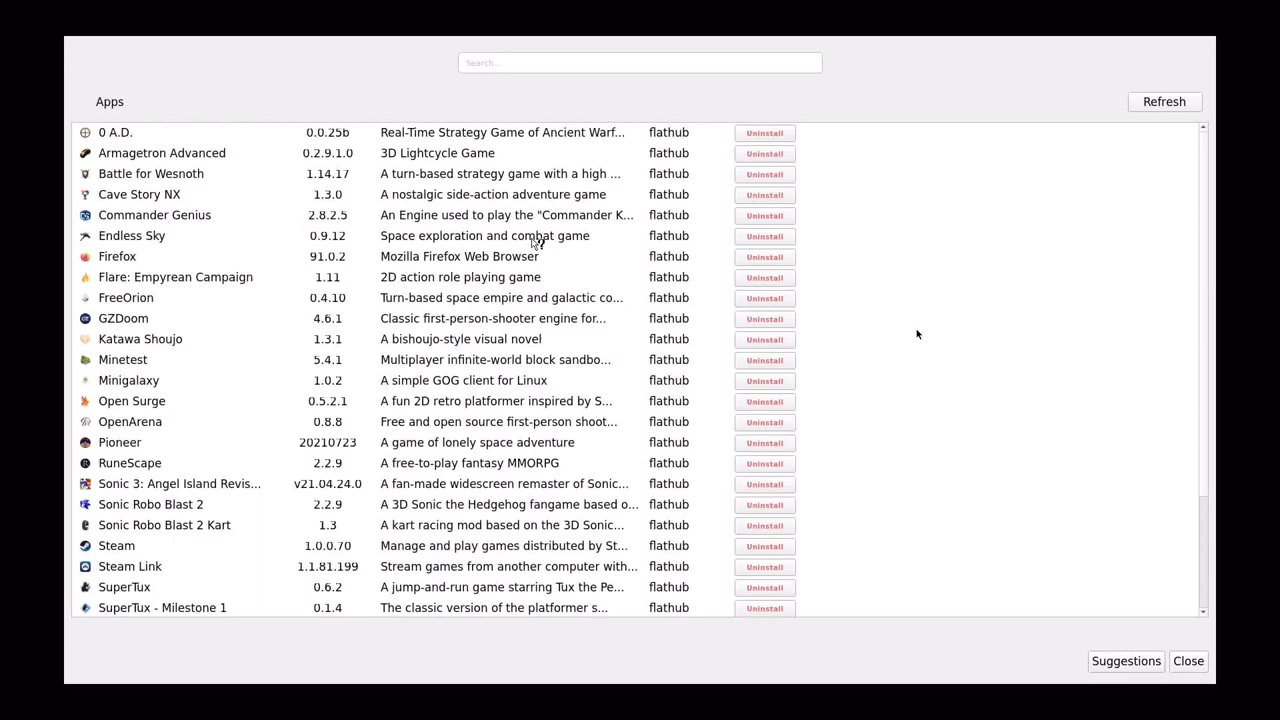 Search...
Apps
Refresh
0 A.D. 0.0.25b Real-Time Strategy Game of Ancient Warf... flathub Uninstall
Armagetron Advanced 0.2.9.1.0 3D Lightcycle Game flathub Uninstall
Battle for Wesnoth 1.14.17 A turn-based strategy game with a high ... flathub Uninstall
Cave Story NX 1.3.0 A nostalgic side-action adventure game flathub Uninstall
Commander Genius 2.8.2.5 An Engine used to play the "Commander K... flathub Uninstall
Endless Sky 0.9.12 Space exploration and combat game flathub Uninstall
Firefox 91.0.2 Mozilla Firefox Web Browser flathub Uninstall
Flare: Empyrean Campaign 1.11 2D action role playing game flathub Uninstall
FreeOrion 0.4.10 Turn-based space empire and galactic co... flathub Uninstall
GZDoom 4.6.1 Classic first-person-shooter engine for... flathub Uninstall
Katawa Shoujo 1.3.1 A bishoujo-style visual novel flathub Uninstall
Minetest 5.4.1 Multiplayer infinite-world block sandbo... flathub Uninstall
Minigalaxy 1.0.2 A simple GOG client for Linux flathub Uninstall
Open Surge 0.5.2.1 A fun 2D retro platformer inspired by S... flathub Uninstall
OpenArena 0.8.8 Free and open source first-person shoot... flathub Uninstall
Pioneer 20210723 A game of lonely space adventure flathub Uninstall
RuneScape 2.2.9 A free-to-play fantasy MMORPG flathub Uninstall
Sonic 3: Angel Island Revis... v21.04.24.0 A fan-made widescreen remaster of Sonic... flathub Uninstall
Sonic Robo Blast 2 2.2.9 A 3D Sonic the Hedgehog fangame based o... flathub Uninstall
Sonic Robo Blast 2 Kart 1.3 A kart racing mod based on the 3D Sonic... flathub Uninstall
Steam 1.0.0.70 Manage and play games distributed by St... flathub Uninstall
Steam Link 1.1.81.199 Stream games from another computer with... flathub Uninstall
SuperTux 0.6.2 A jump-and-run game starring Tux the Pe... flathub Uninstall
SuperTux - Milestone 1 0.1.4 The classic version of the platformer s... flathub Uninstall
Suggestions Close